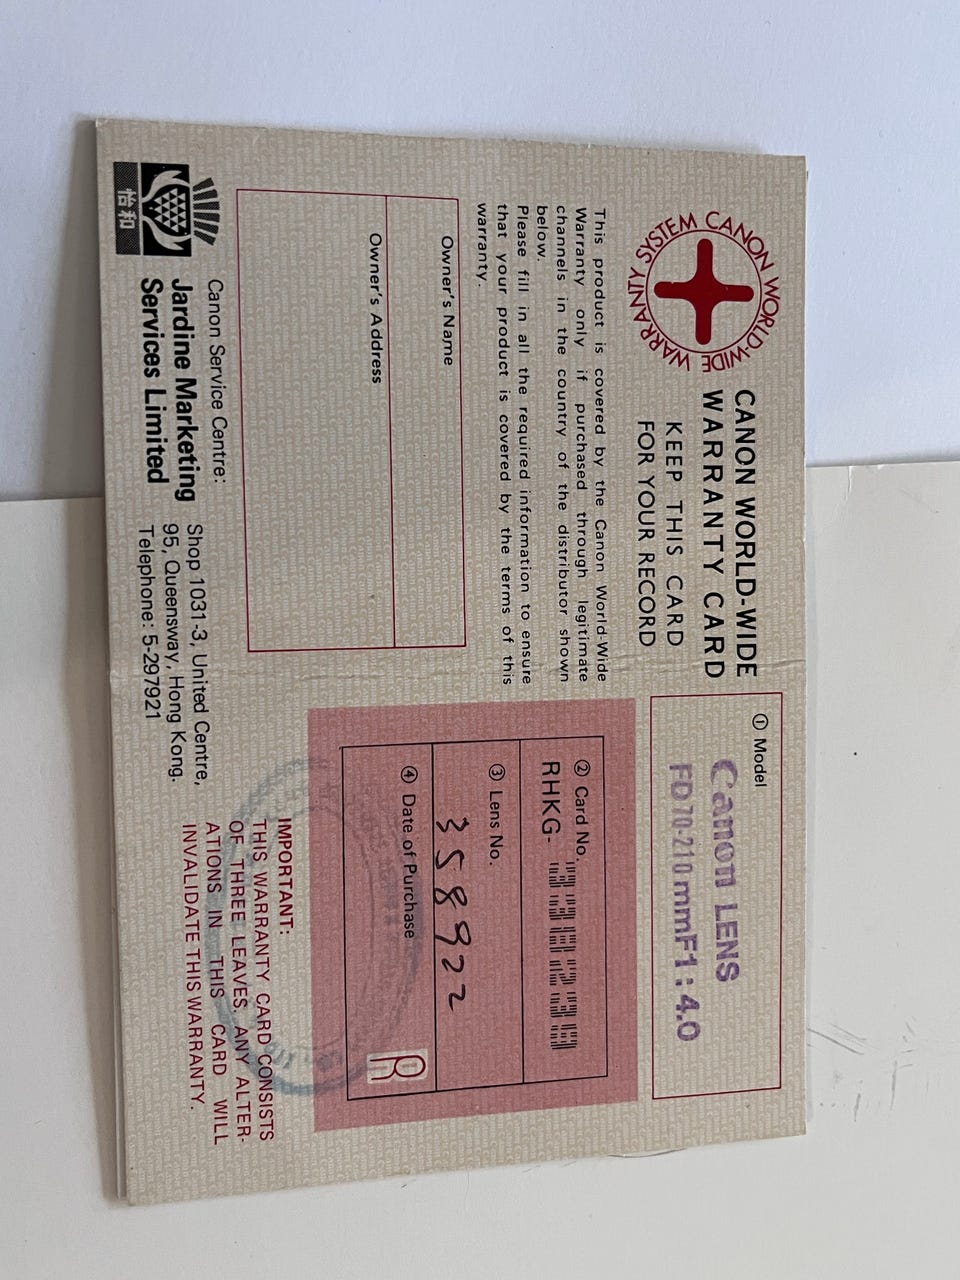 CANON WORLD-WIDE WARRANTY SYSTEM
CANON WORLD-WIDE
WARRANTY CARD
KEEP THIS CARD
FOR YOUR RECORD
This product is covered by the Canon World-Wide
Warranty only if purchased through legitimate
channels in the country of the distributor shown
below.
Please fill in all the required information to ensure
that your product is covered by the terms of this
warranty.
Owner's Name
Owner's Address
Canon Service Centre:
怡和
Jardine Marketing
Services Limited
Shop 1031-3, United Centre,
95, Queensway, Hong Kong.
Telephone: 5-297921
① Model
Canon LENS
FD 70-210 mmF1 : 4.0
② Card No.
RHKG-
③ Lens No.
358922
④ Date of Purchase
R
IMPORTANT:
THIS WARRANTY CARD CONSISTS
OF THREE LEAVES. ANY ALTER-
ATIONS IN THIS CARD WILL
INVALIDATE THIS WARRANTY.